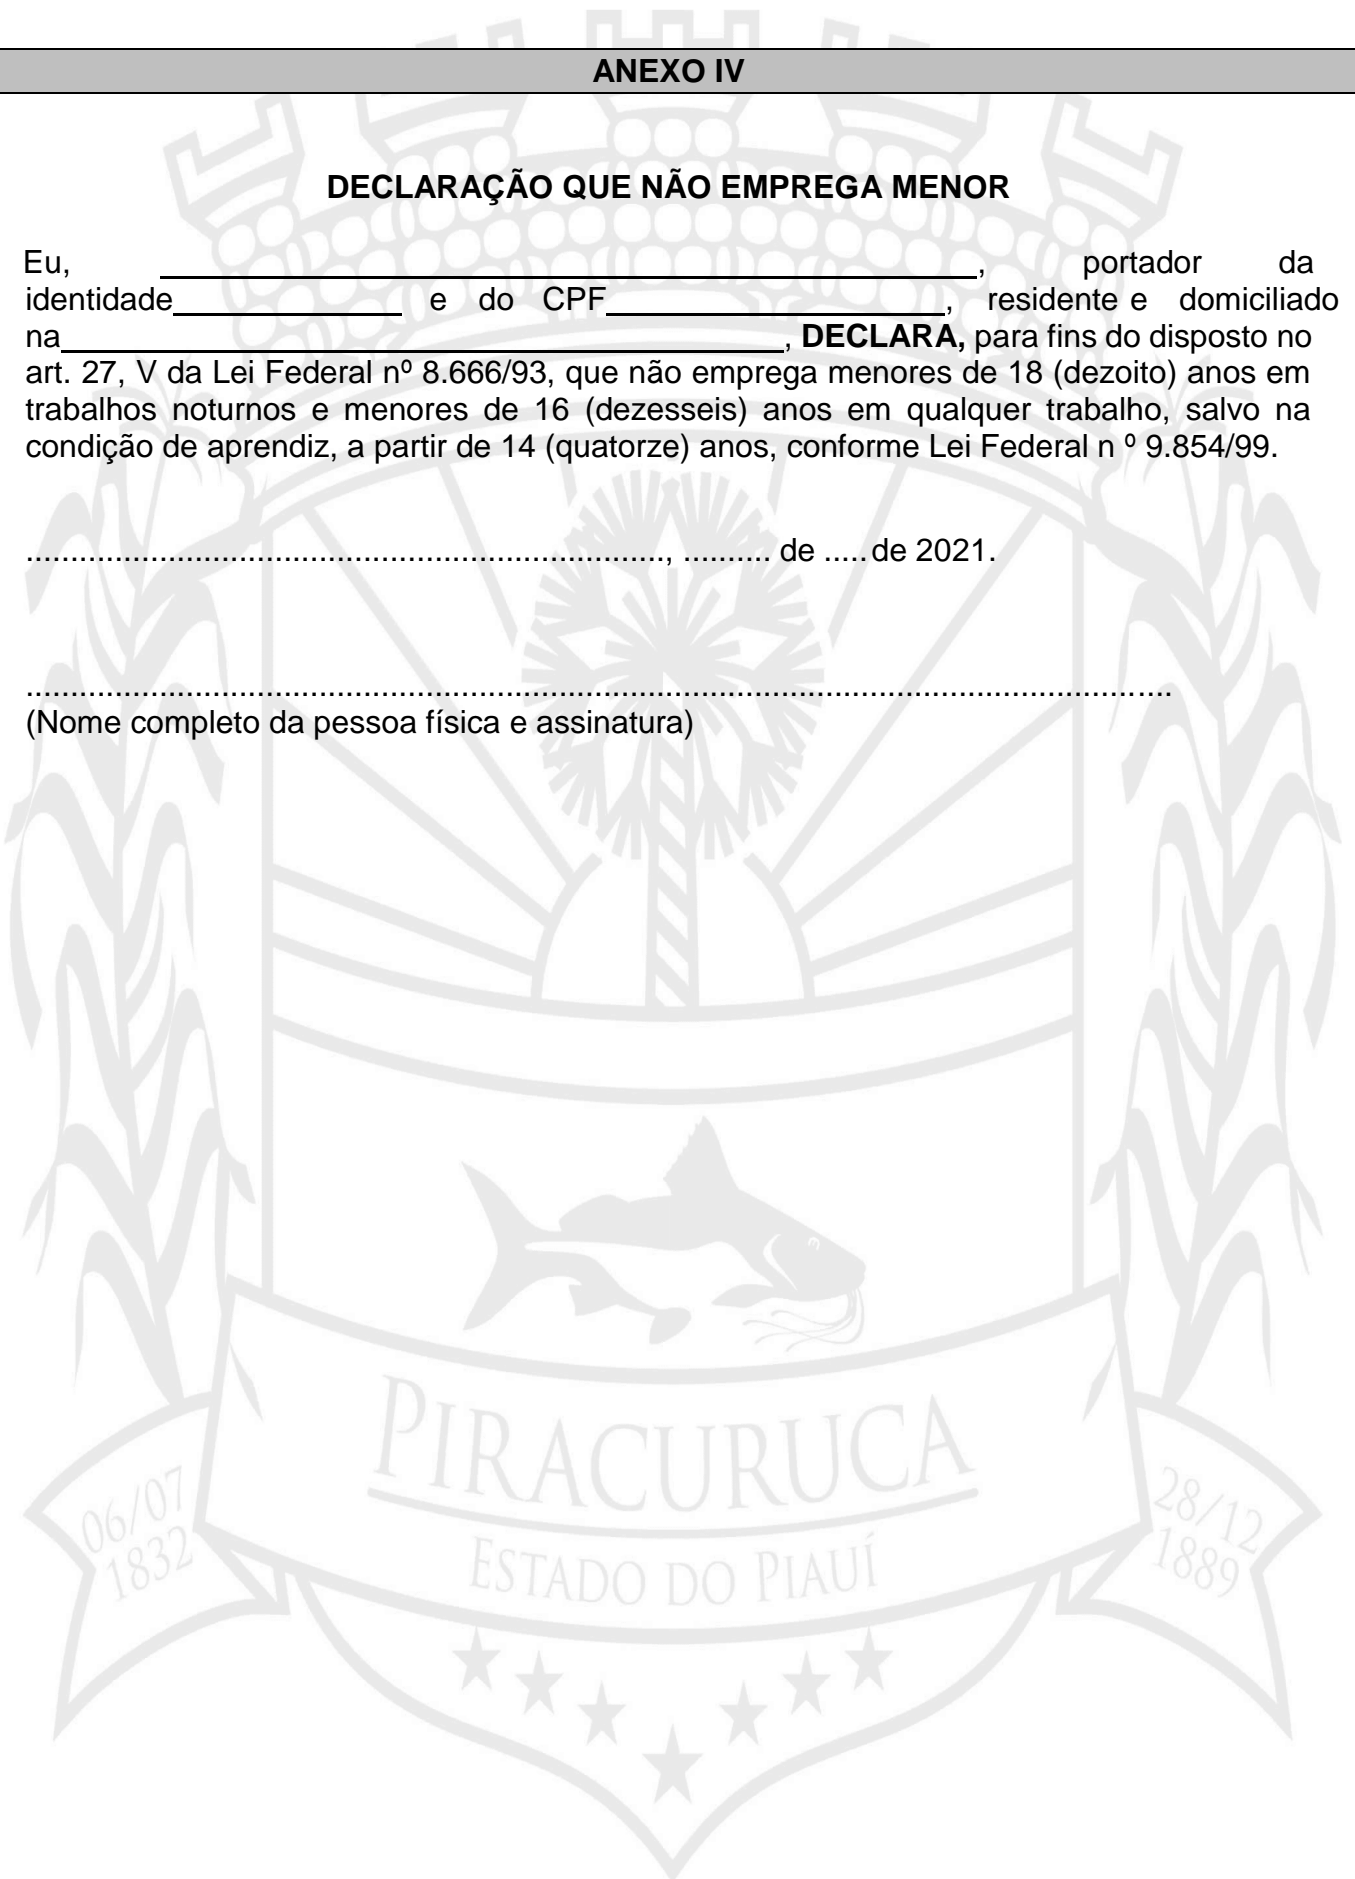 ANEXO IV
DECLARAÇÃO QUE NÃO EMPREGA MENOR
Eu, ______________________________________________, portador da
identidade_____________ e do CPF___________________, residente e domiciliado
na_________________________________________, DECLARA, para fins do disposto no
art. 27, V da Lei Federal nº 8.666/93, que não emprega menores de 18 (dezoito) anos em
trabalhos noturnos e menores de 16 (dezesseis) anos em qualquer trabalho, salvo na
condição de aprendiz, a partir de 14 (quatorze) anos, conforme Lei Federal n º 9.854/99.
........................................................................, .......... de ..... de 2021.
.................................................................................................................................
(Nome completo da pessoa física e assinatura)
PIRACURUCA
06/07
1832
28/12
1889
ESTADO DO PIAUÍ